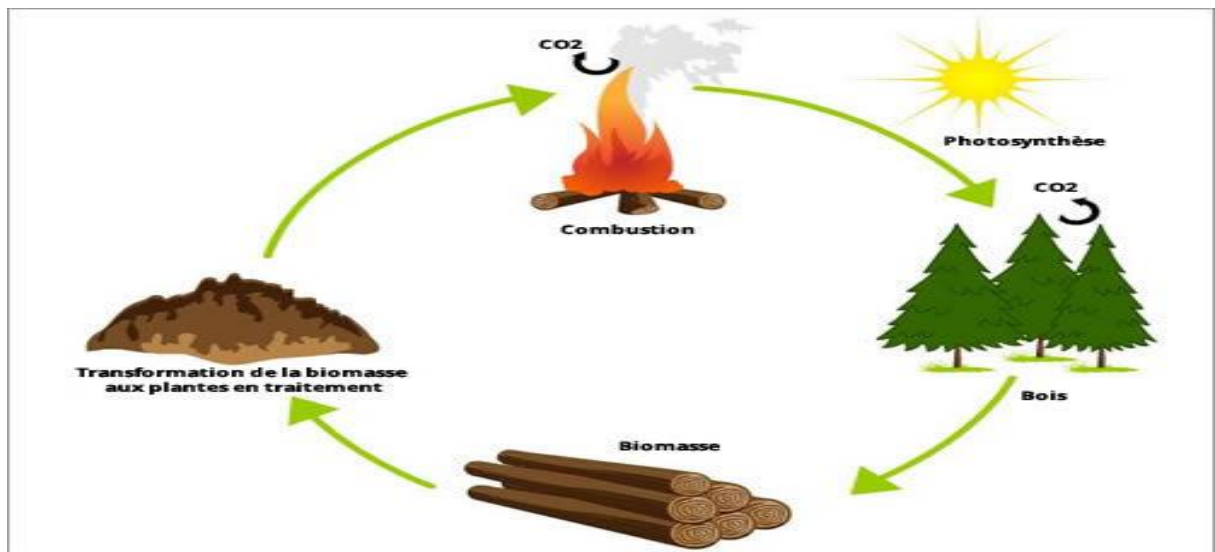 CO2
Photosynthèse
CO2
Combustion
Transformation de la biomasse
aux plantes en traitement
Bois
Biomasse